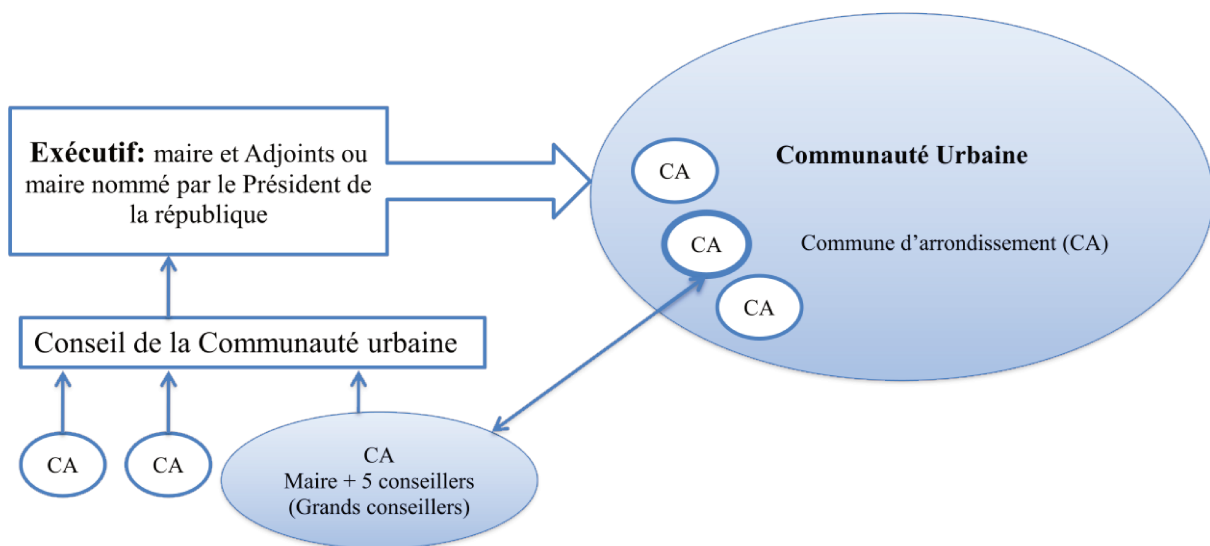 Exécutif: maire et Adjoints ou
maire nommé par le Président de
la république
Communauté Urbaine
CA
CA
Commune d’arrondissement (CA)
CA
Conseil de la Communauté urbaine
CA
CA
CA
Maire + 5 conseillers
(Grands conseillers)